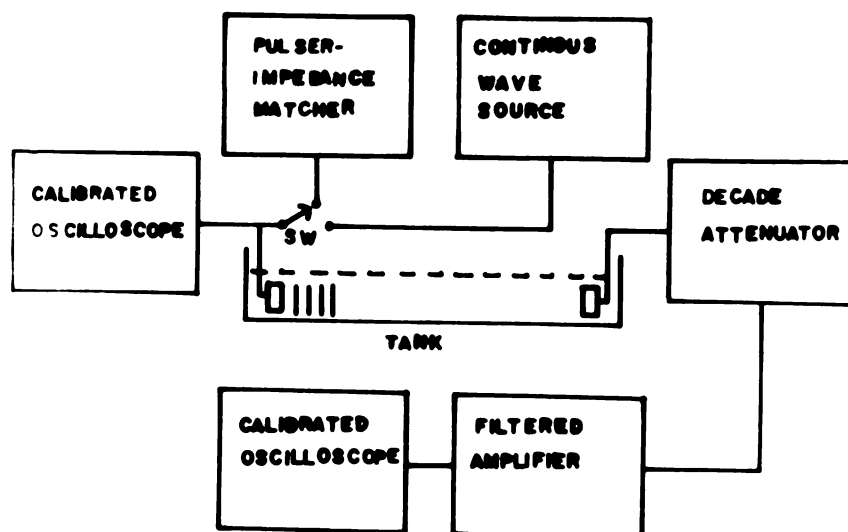 PULSER-
IMPEDANCE
MATCHER
CONTINOUS
WAVE
SOURCE
CALIBRATED
OSCILLOSCOPE
SW
DECADE
ATTENUATOR
TANK
CALIBRATED
OSCILLOSCOPE
FILTERED
AMPLIFIER